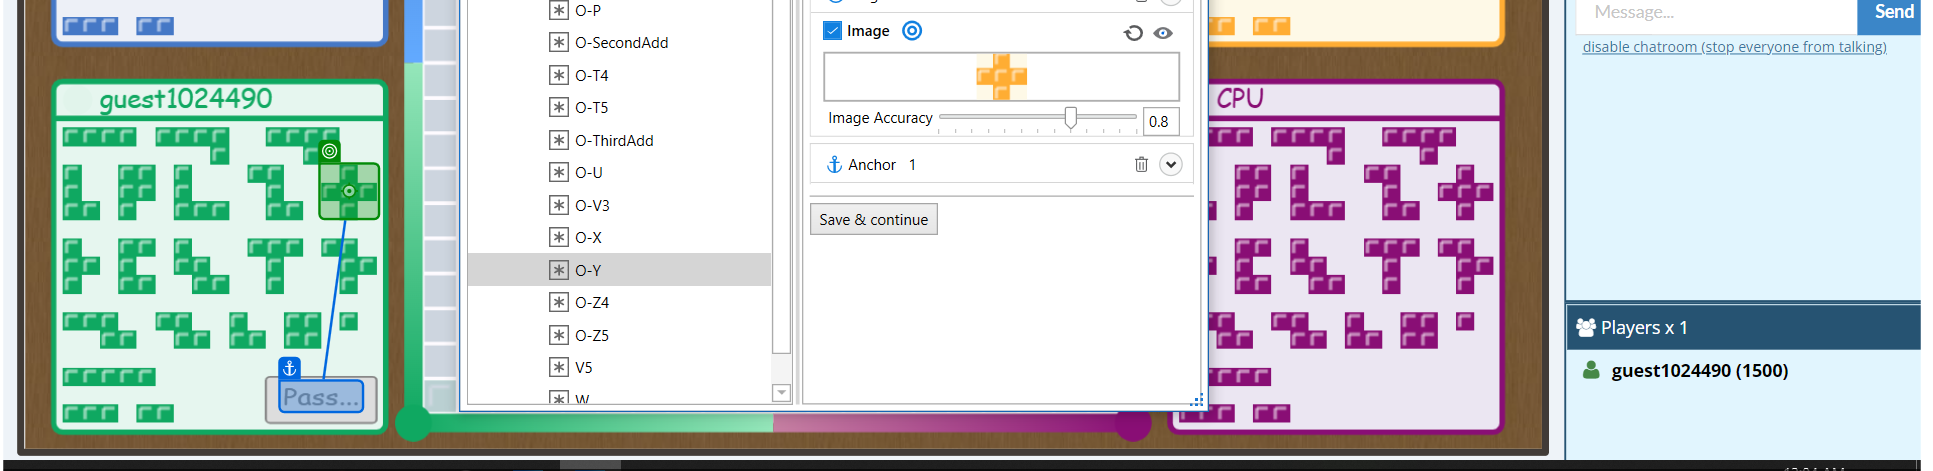 O-P
O-SecondAdd
O-T4
O-T5
O-ThirdAdd
O-U
O-V3
O-X
O-Y
O-Z4
O-Z5
V5
W
Image
Image Accuracy 0.8
Anchor 1
Save & continue
guest1024490
Pass...
CPU
Message...
Send
disable chatroom (stop everyone from talking)
Players x 1
guest1024490 (1500)